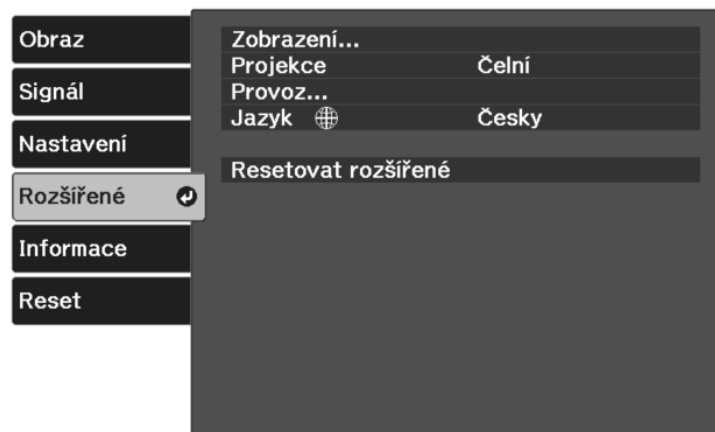 Obraz
Signál
Nastavení
Rozšířené
Informace
Reset
Zobrazení...
Projekce Čelní
Provoz...
Jazyk Česky
Resetovat rozšířené